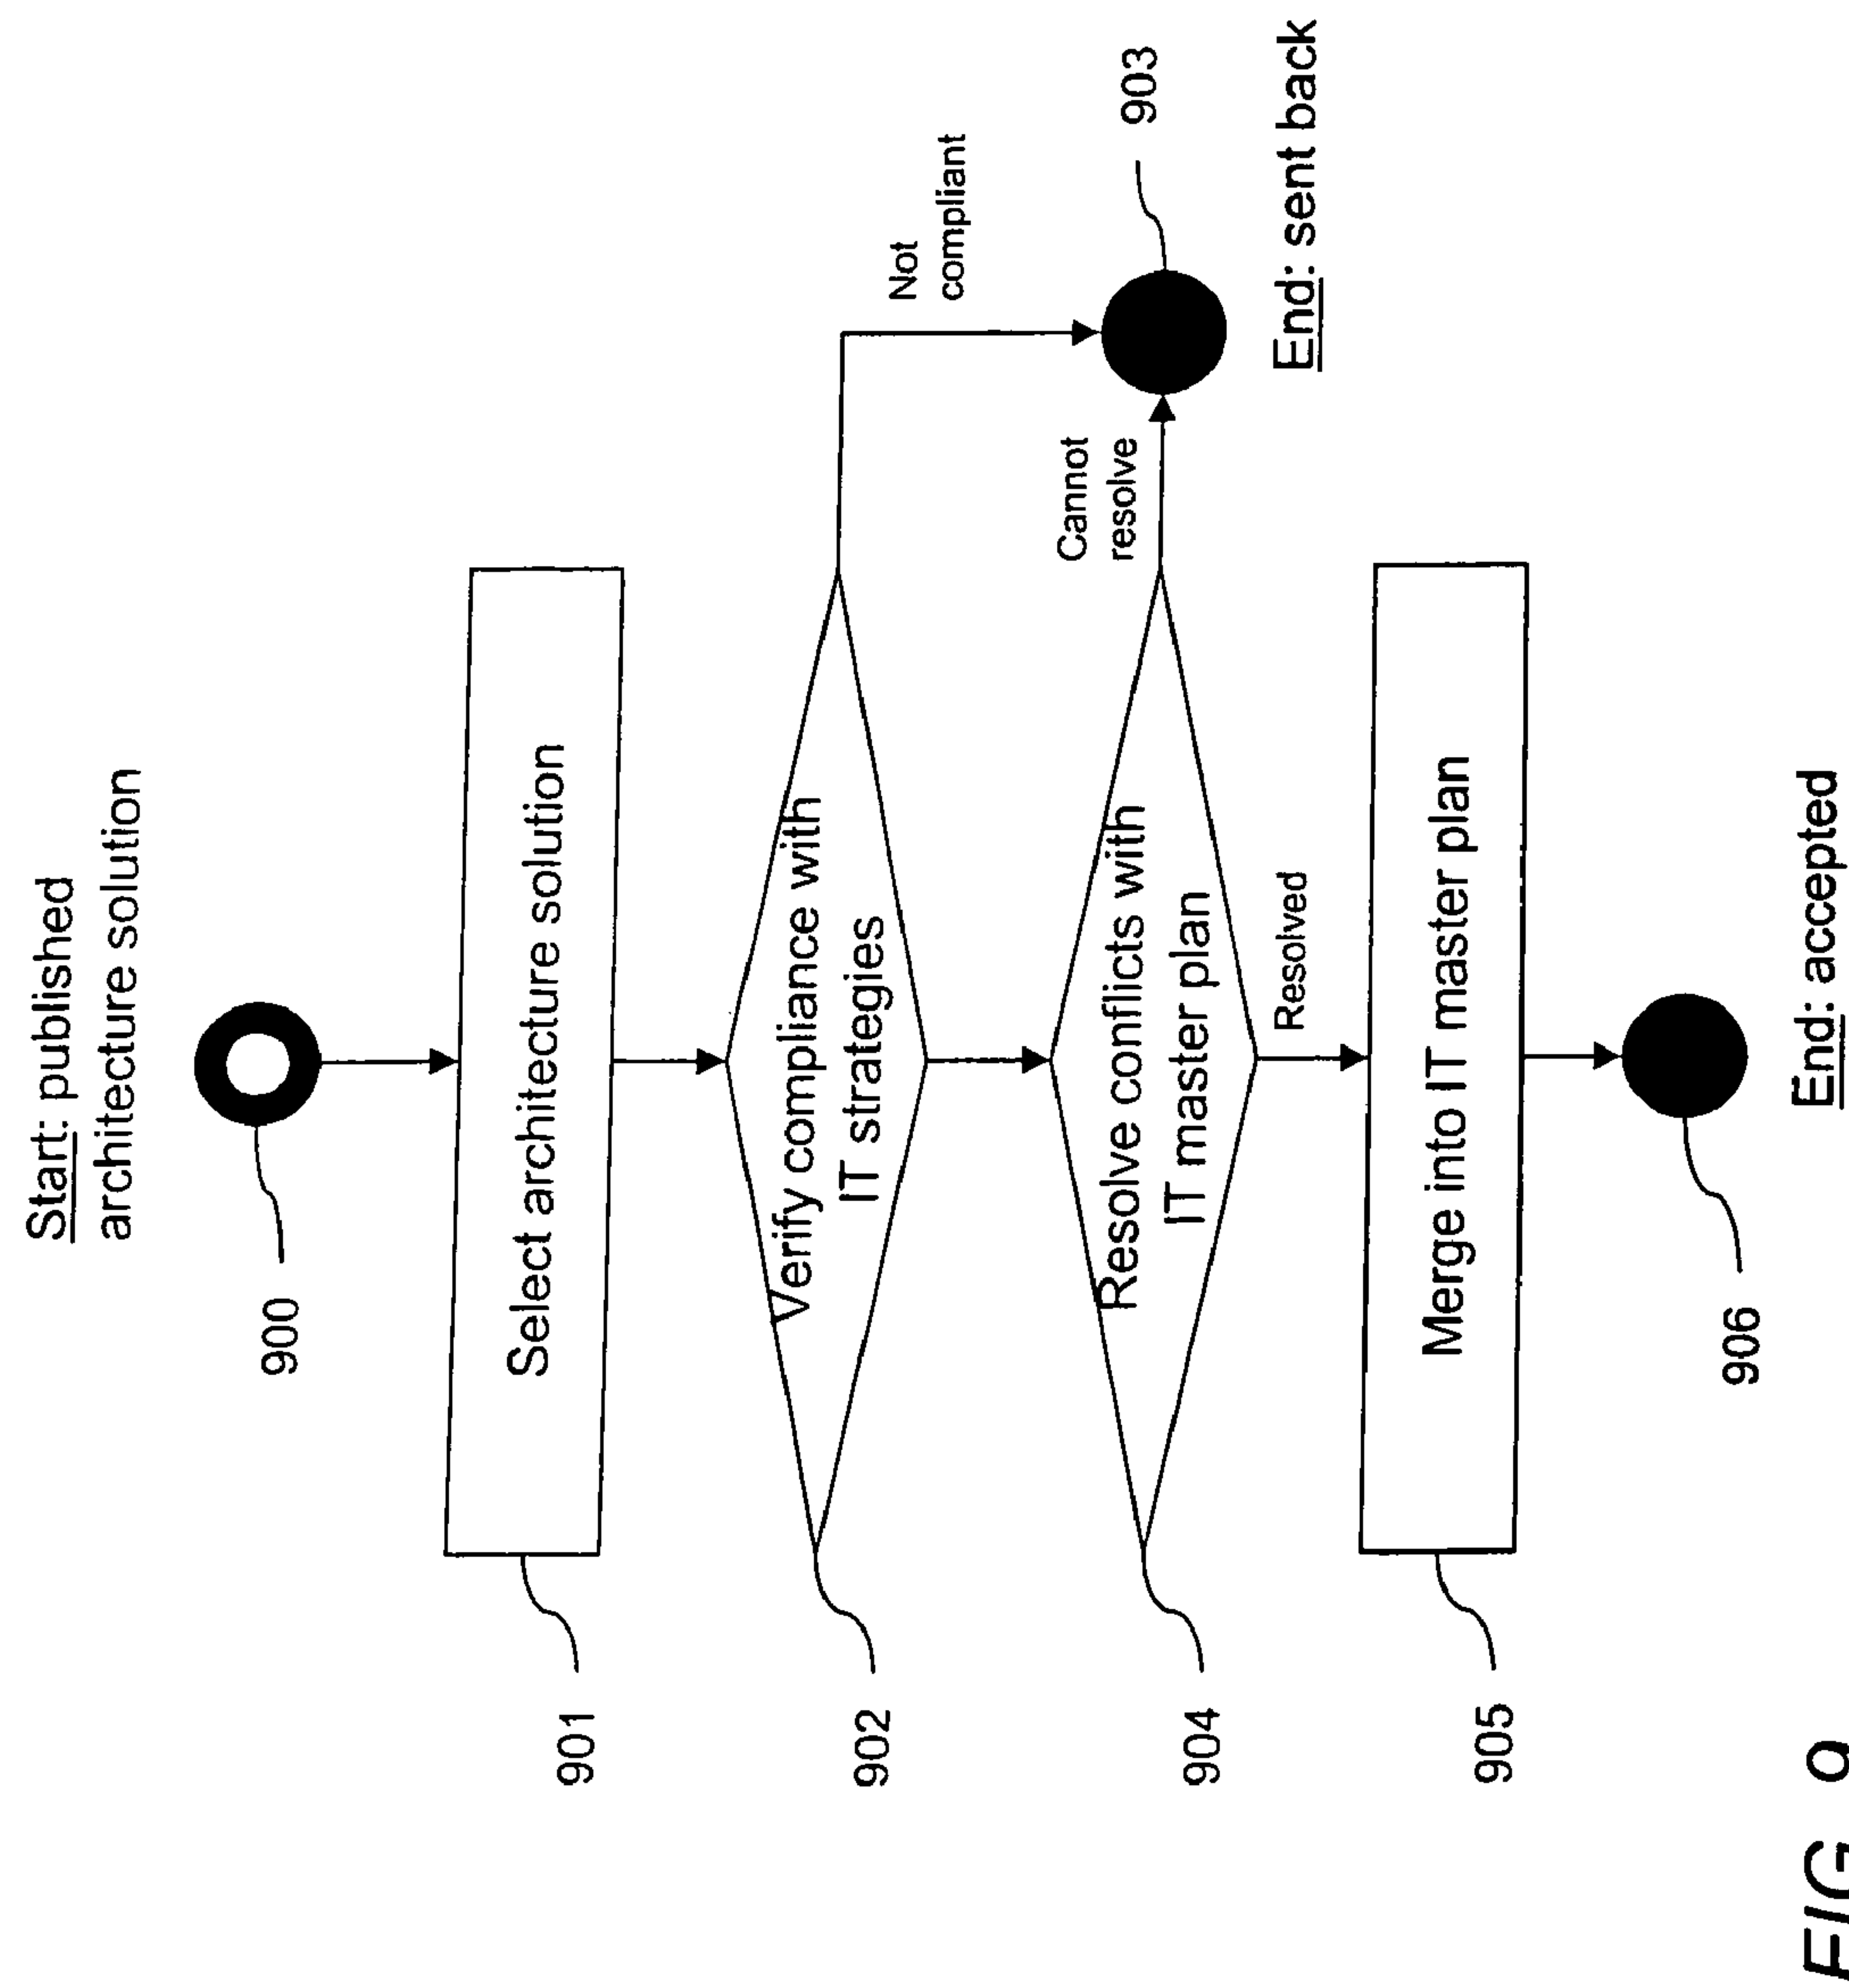 Start: published
architecture solution
900
Select architecture solution
901
Verify compliance with
IT strategies
902
Not
compliant
903
End: sent back
Cannot
resolve
Resolve conflicts with
IT master plan
904
Resolved
Merge into IT master plan
905
906
End: accepted
FIG 9